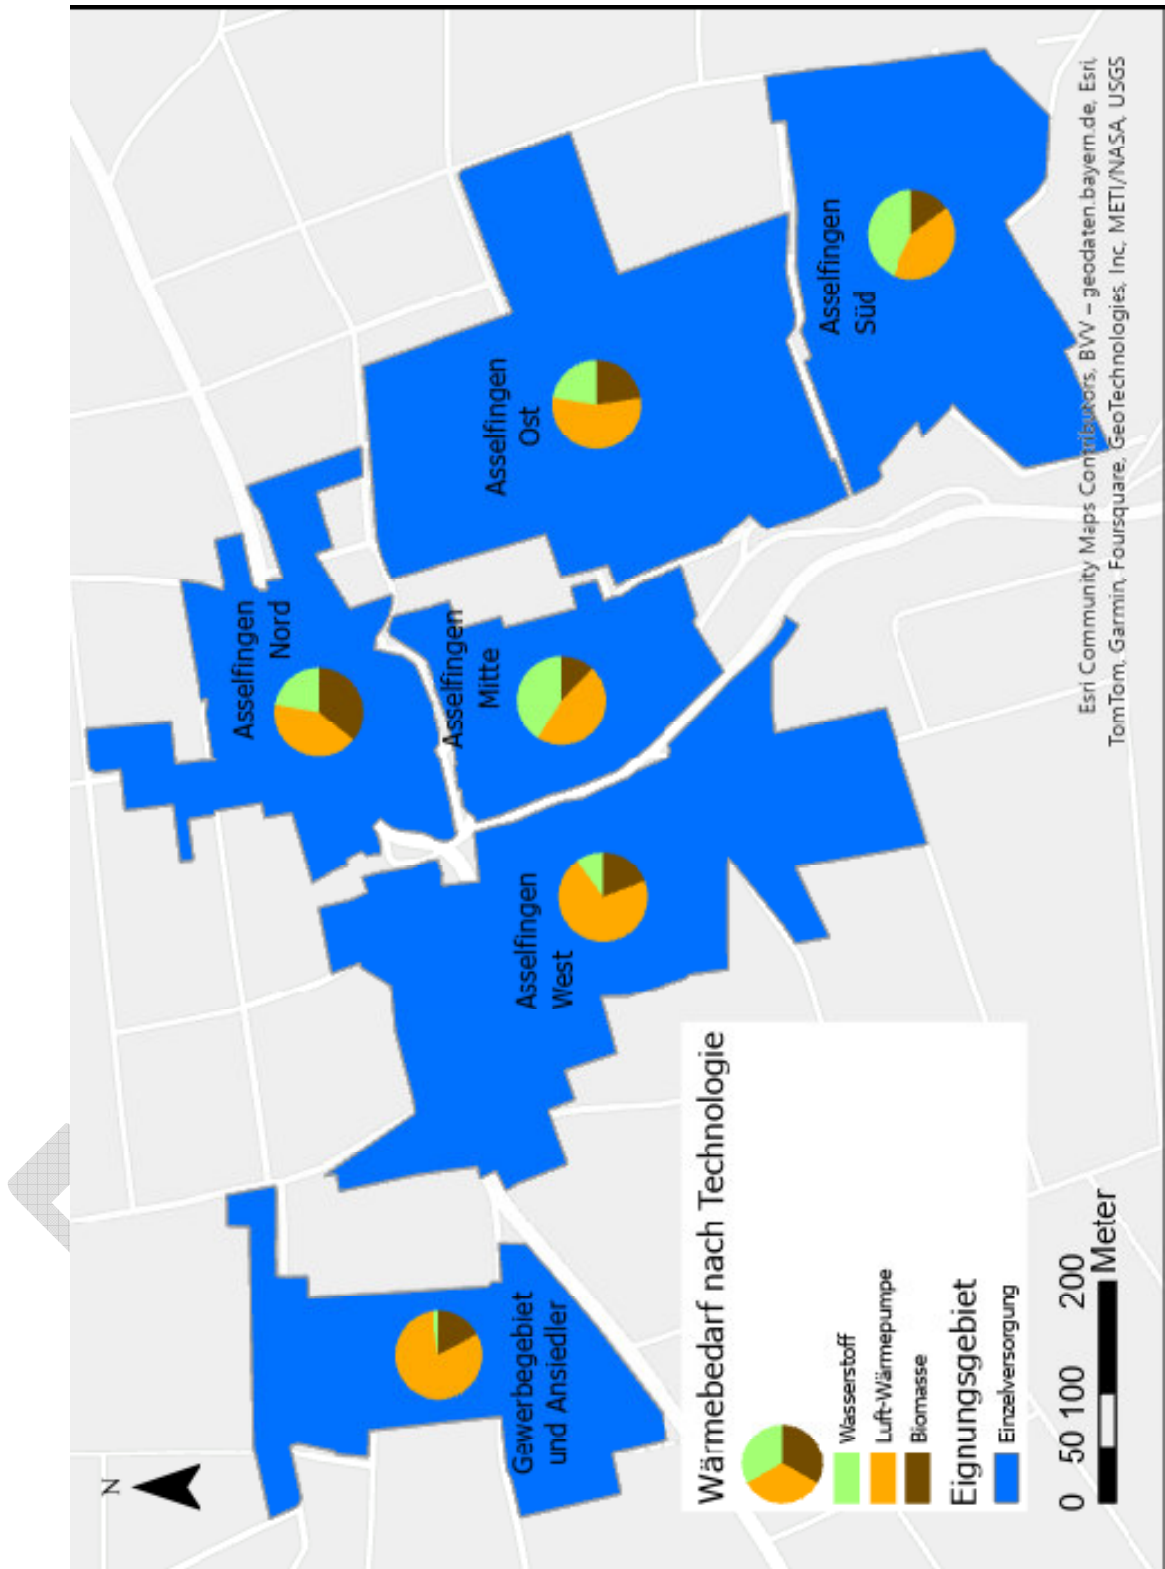 N
Gewerbegebiet
und Ansiedler
Asselfingen
West
Asselfingen
Nord
Asselfingen
Mitte
Asselfingen
Ost
Asselfingen
Süd
Wärmebedarf nach Technologie
Wasserstoff
Luft-Wärmepumpe
Biomasse
Eignungsgebiet
Einzelversorgung
0 50 100 200
Meter
Esri Community Maps Contributors, BVV – geodaten.bayern.de, Esri,
TomTom, Garmin, Foursquare, GeoTechnologies, Inc, METI/NASA, USGS